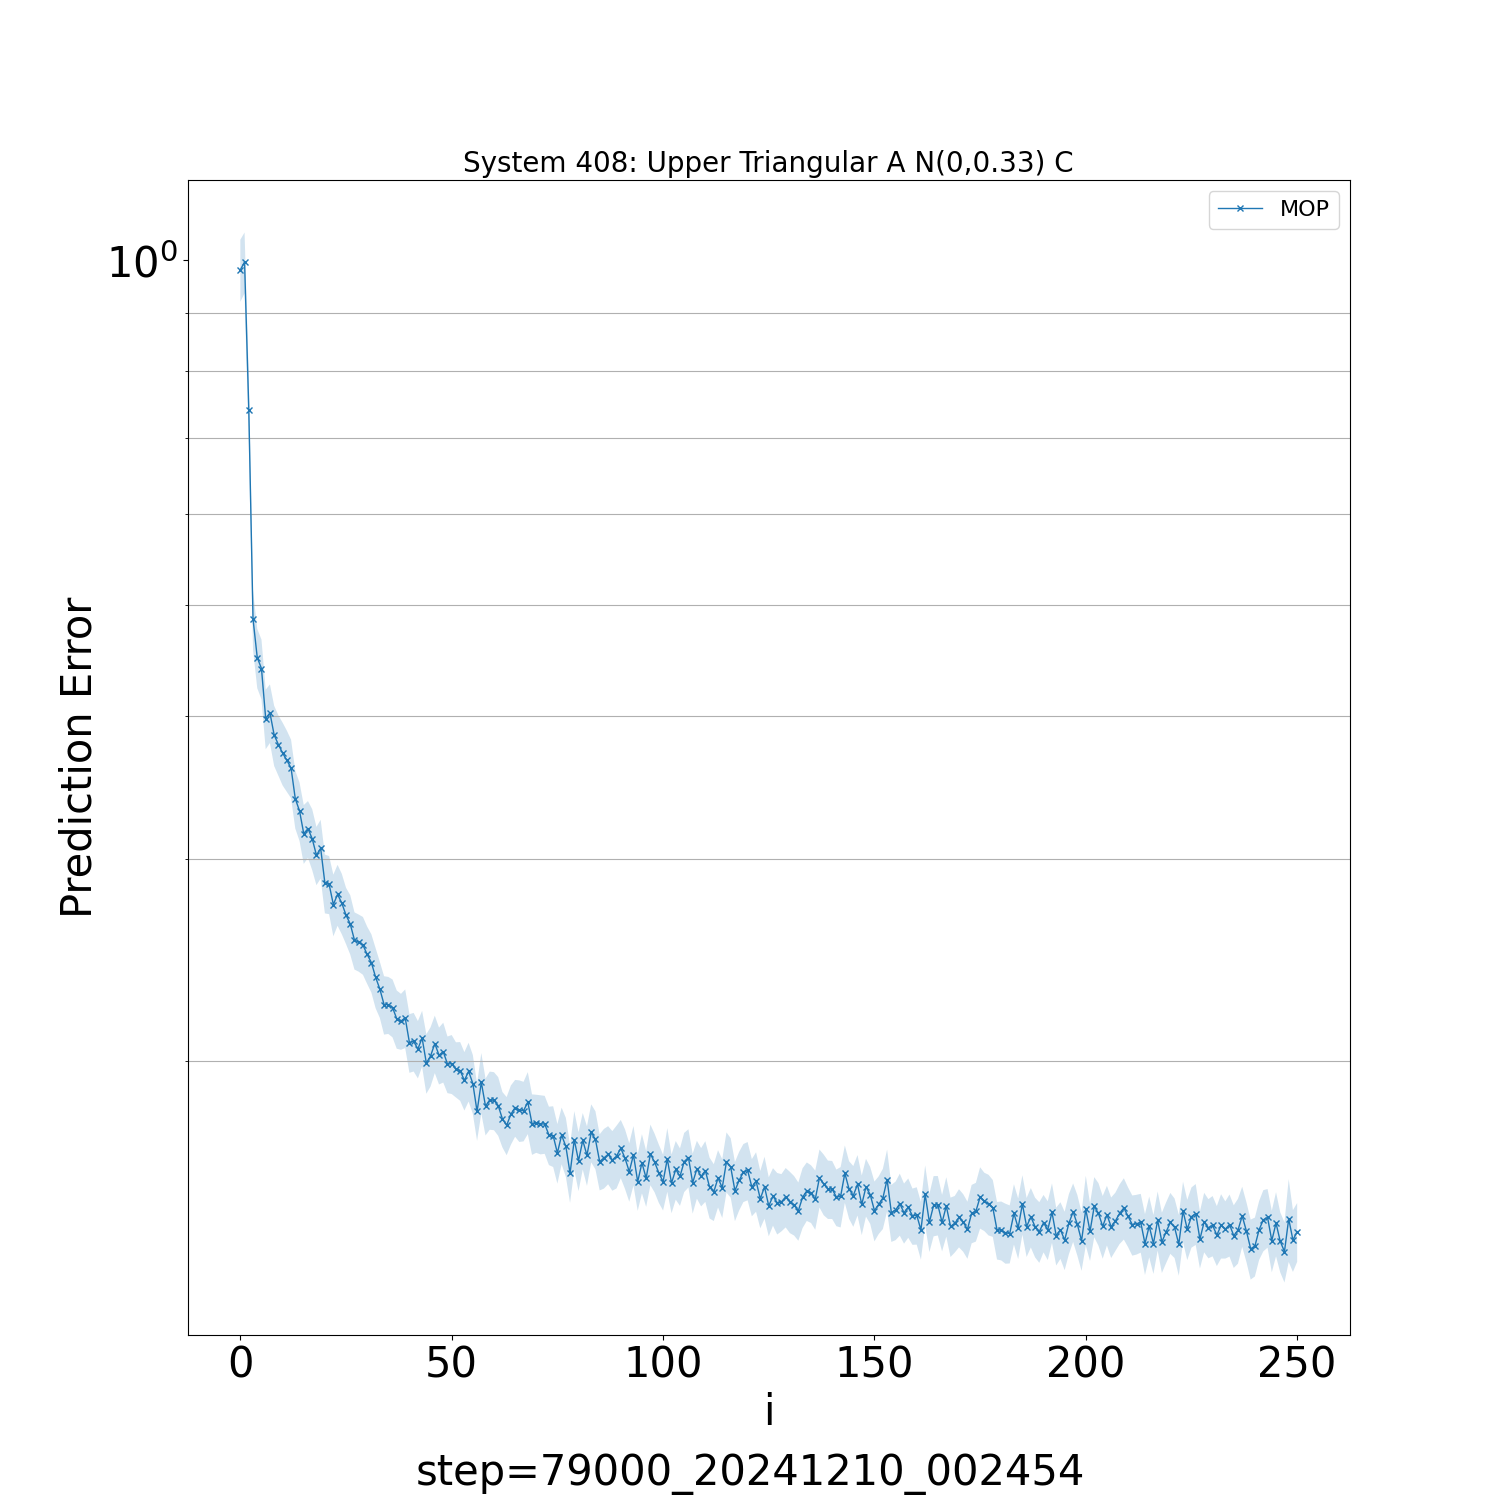 System 408: Upper Triangular A N(0,0.33) C
MOP
10⁰
Prediction Error
0 50 100 150 200 250
i
step=79000_20241210_002454